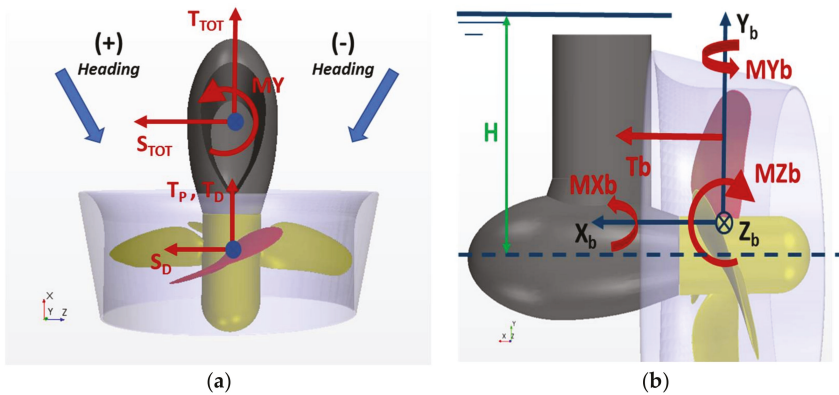 T_TOT
(+)
Heading
(-)
Heading
MY
S_TOT
T_P, T_D
S_D
X
Y
Z
(a)
H
Y_b
MYb
Tb
MXb
MZb
X_b
Z_b
Y
X
Z
(b)